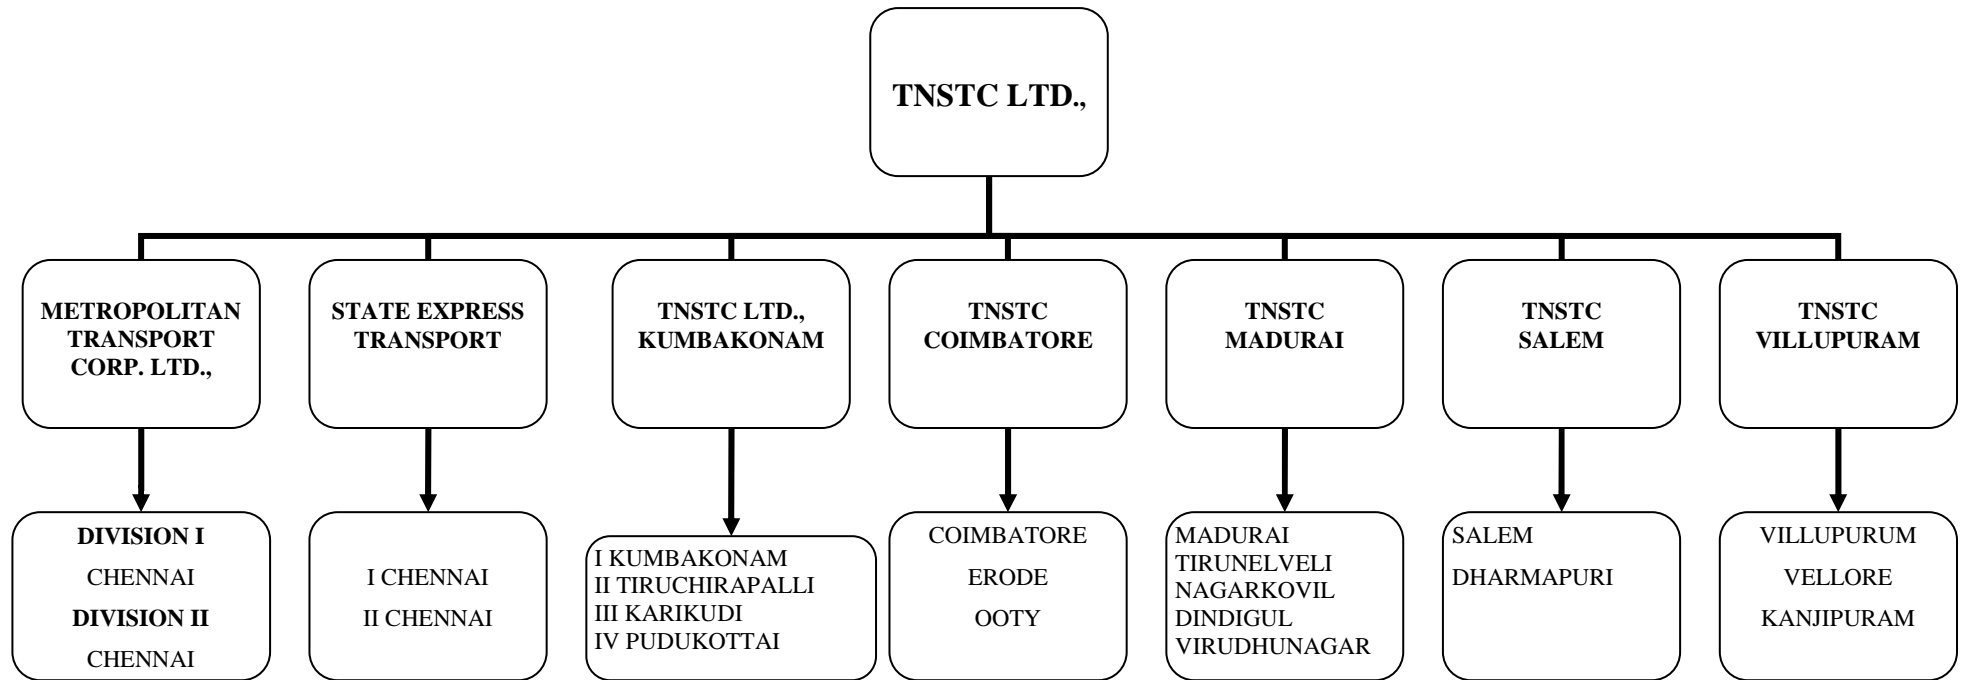 TNSTC LTD.,
METROPOLITAN
TRANSPORT
CORP. LTD.,
STATE EXPRESS
TRANSPORT
TNSTC LTD.,
KUMBAKONAM
TNSTC
COIMBATORE
TNSTC
MADURAI
TNSTC
SALEM
TNSTC
VILLUPURAM
DIVISION I
CHENNAI
DIVISION II
CHENNAI
I CHENNAI
II CHENNAI
I KUMBAKONAM
II TIRUCHIRAPALLI
III KARIKUDI
IV PUDUKOTTAI
COIMBATORE
ERODE
OOTY
MADURAI
TIRUNELVELI
NAGARKOVIL
DINDIGUL
VIRUDHUNAGAR
SALEM
DHARMAPURI
VILLUPURUM
VELLORE
KANJIPURAM